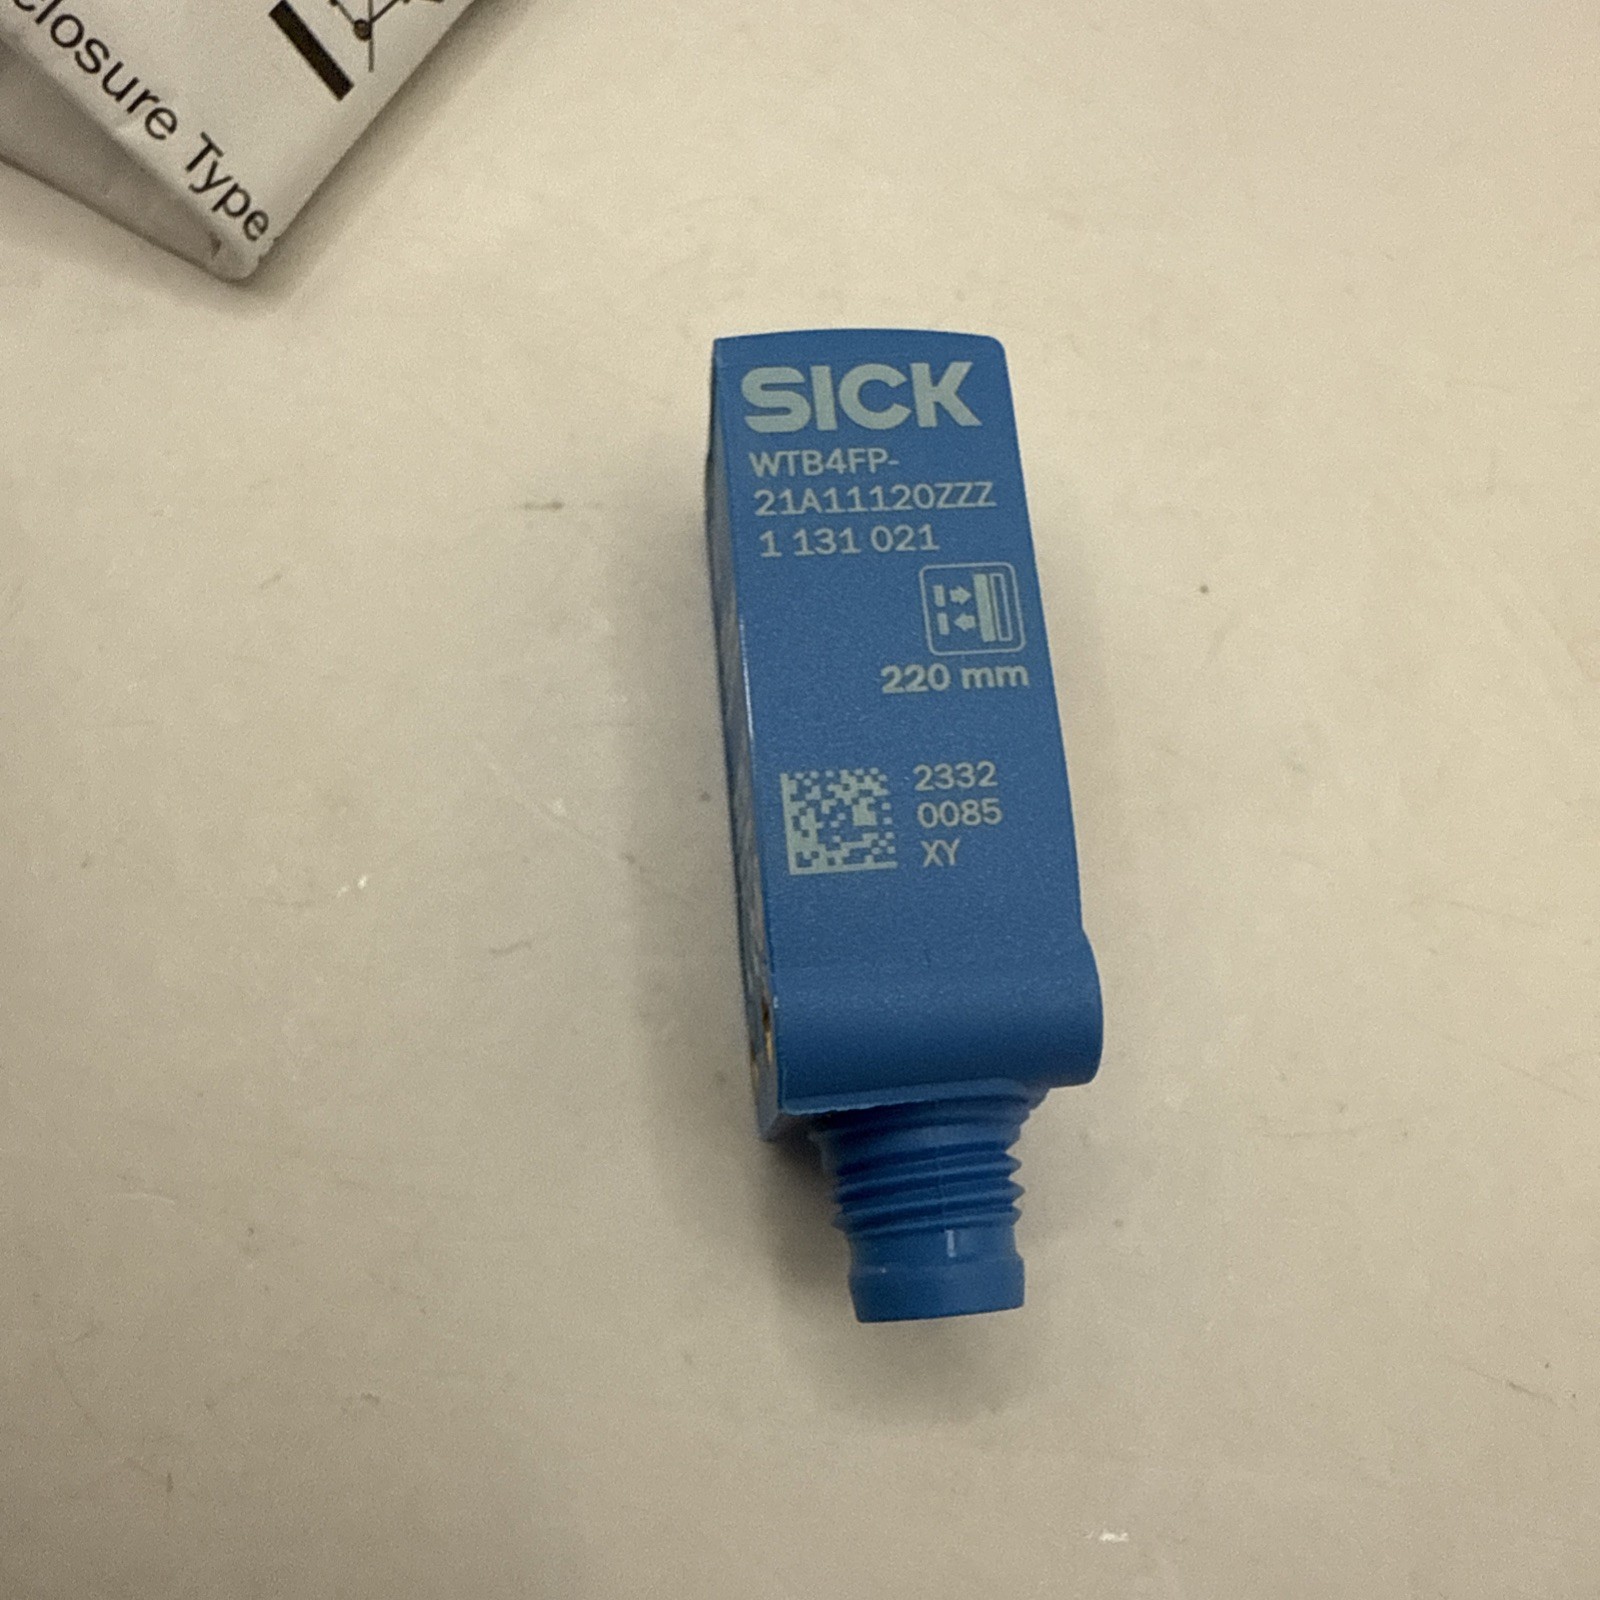 closure Type
SICK
WTB4FP-
21A11120ZZZ
1 131 021
220 mm
2332
0085
XY